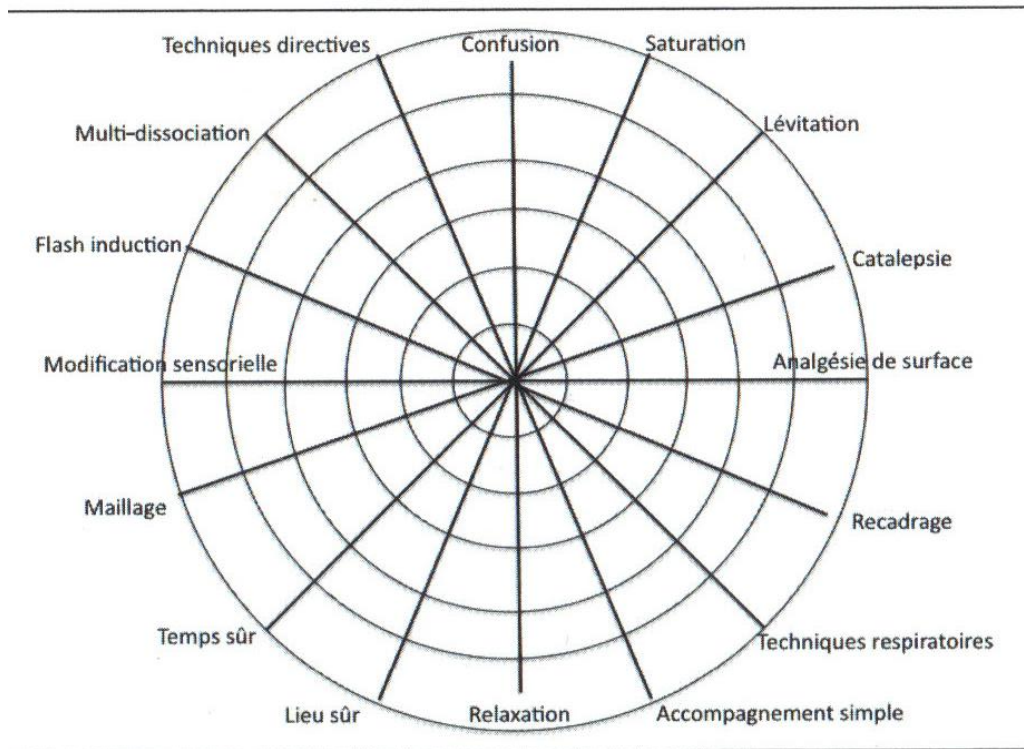 Techniques directives
Confusion
Saturation
Multi-dissociation
Lévitation
Flash induction
Catalepsie
Modification sensorielle
Analgésie de surface
Maillage
Recadrage
Temps sûr
Techniques respiratoires
Lieu sûr
Relaxation
Accompagnement simple